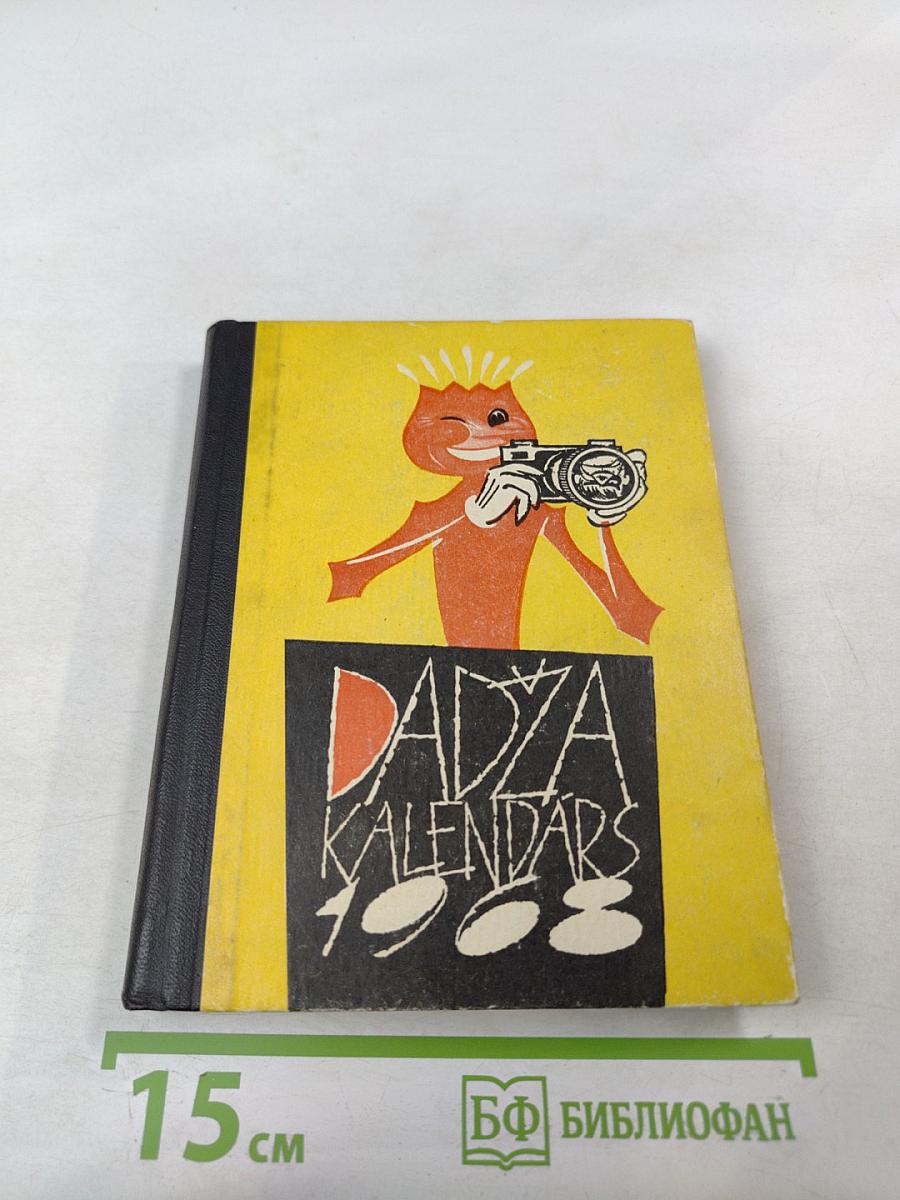 DADŽA
KALENDĀRS
1968
15 см
БФ БИБЛИОФАН